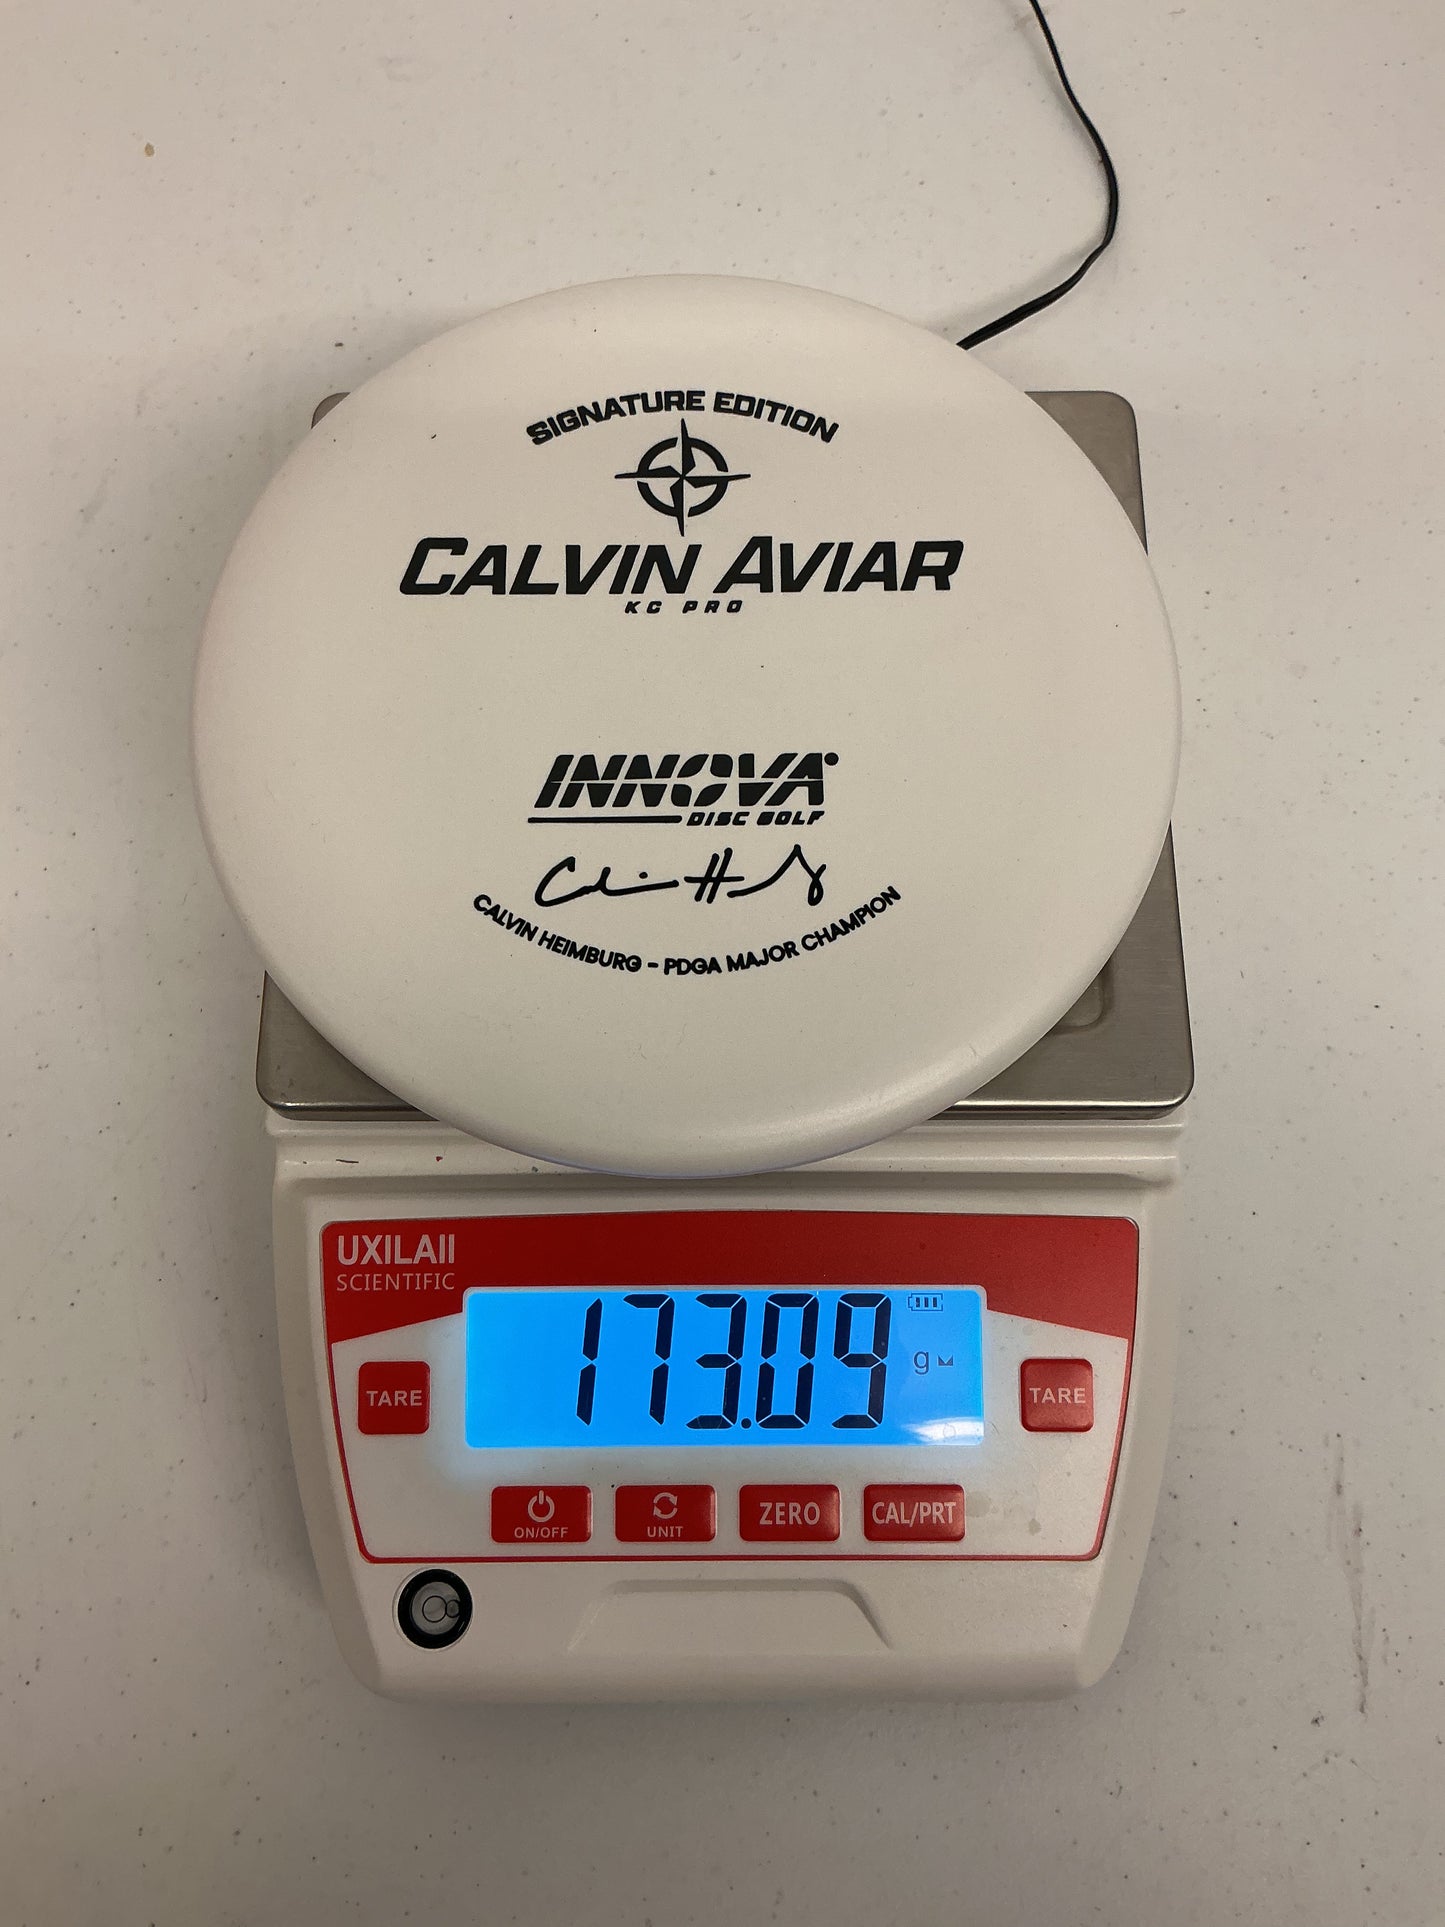 SIGNATURE EDITION
CALVIN AVIAR
KC PRO
INNOVA
DISC GOLF
CALVIN HEIMBURG - PDGA MAJOR CHAMPION
UXILAII
SCIENTIFIC
173.09
g
TARE
TARE
ON/OFF
UNIT
ZERO
CAL/PRT